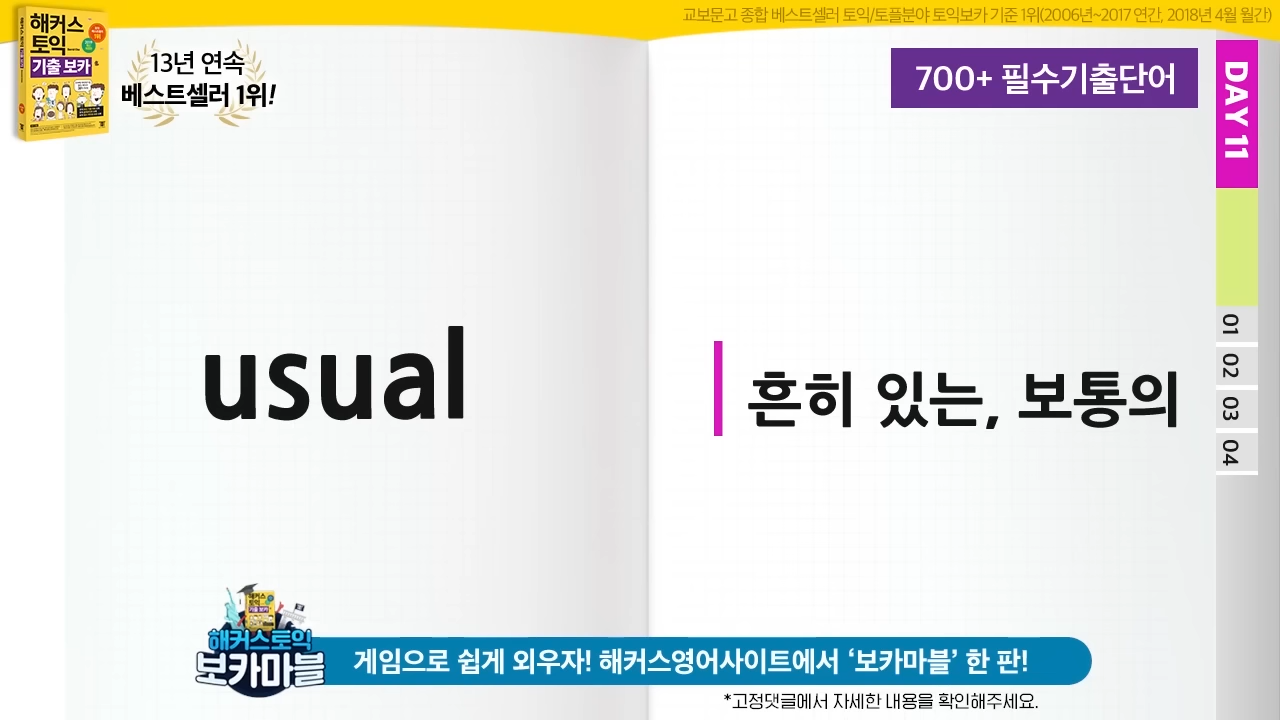 교보문고 종합 베스트셀러 토익/토플분야 토익보카 기준 1위(2006년~2017 연간, 2018년 4월 월간)
해커스
토익
기출 보카
13년 연속
베스트셀러 1위!
700+ 필수기출단어
DAY 11
usual
흔히 있는, 보통의
01
02
03
04
해커스토익
보카마블
게임으로 쉽게 외우자! 해커스영어사이트에서 ‘보카마블’ 한 판!
*고정댓글에서 자세한 내용을 확인해주세요.